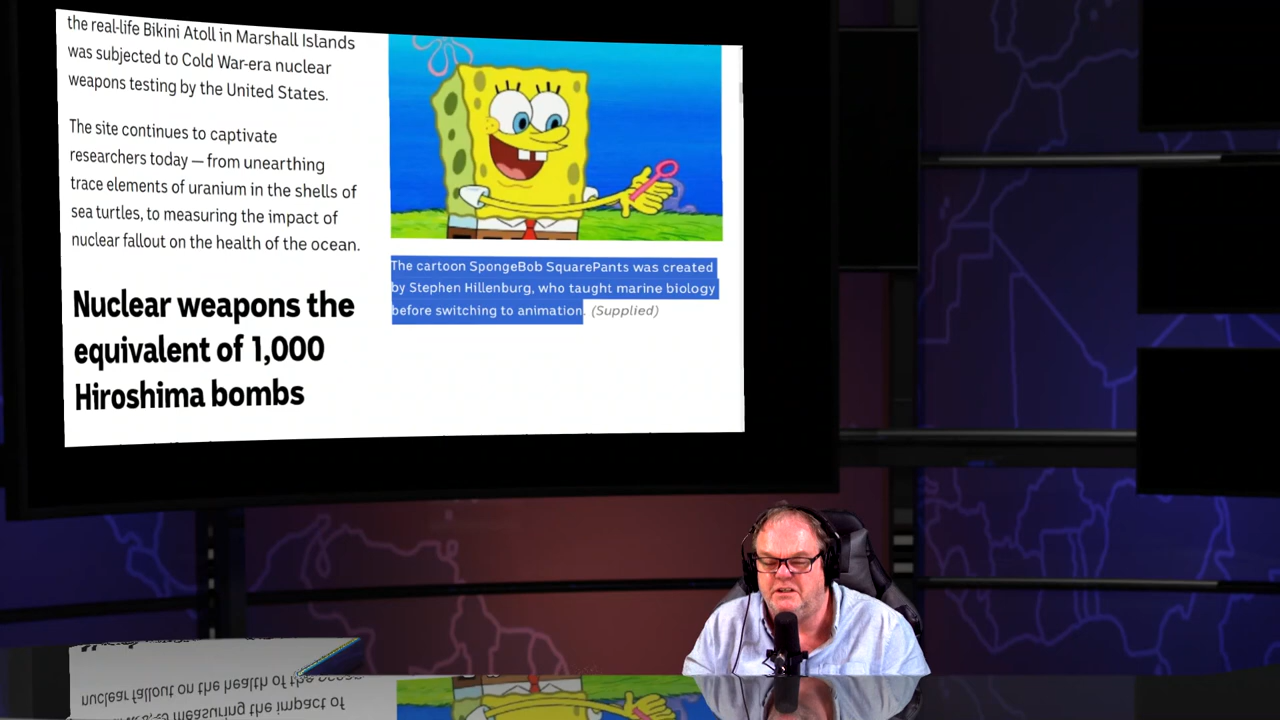 the real-life Bikini Atoll in Marshall Islands
was subjected to Cold War-era nuclear
weapons testing by the United States.
The site continues to captivate
researchers today — from unearthing
trace elements of uranium in the shells of
sea turtles, to measuring the impact of
nuclear fallout on the health of the ocean.
Nuclear weapons the
equivalent of 1,000
Hiroshima bombs
The cartoon SpongeBob SquarePants was created
by Stephen Hillenburg, who taught marine biology
before switching to animation. (Supplied)